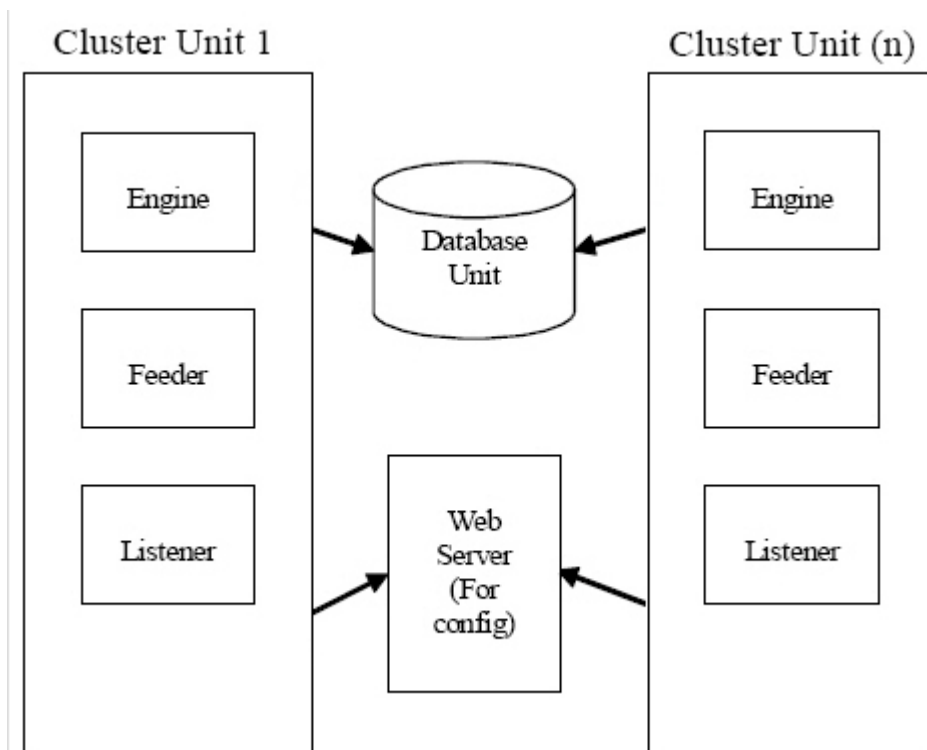 Cluster Unit 1
Cluster Unit (n)
Engine
Feeder
Listener
Database
Unit
Web
Server
(For
config)
Engine
Feeder
Listener